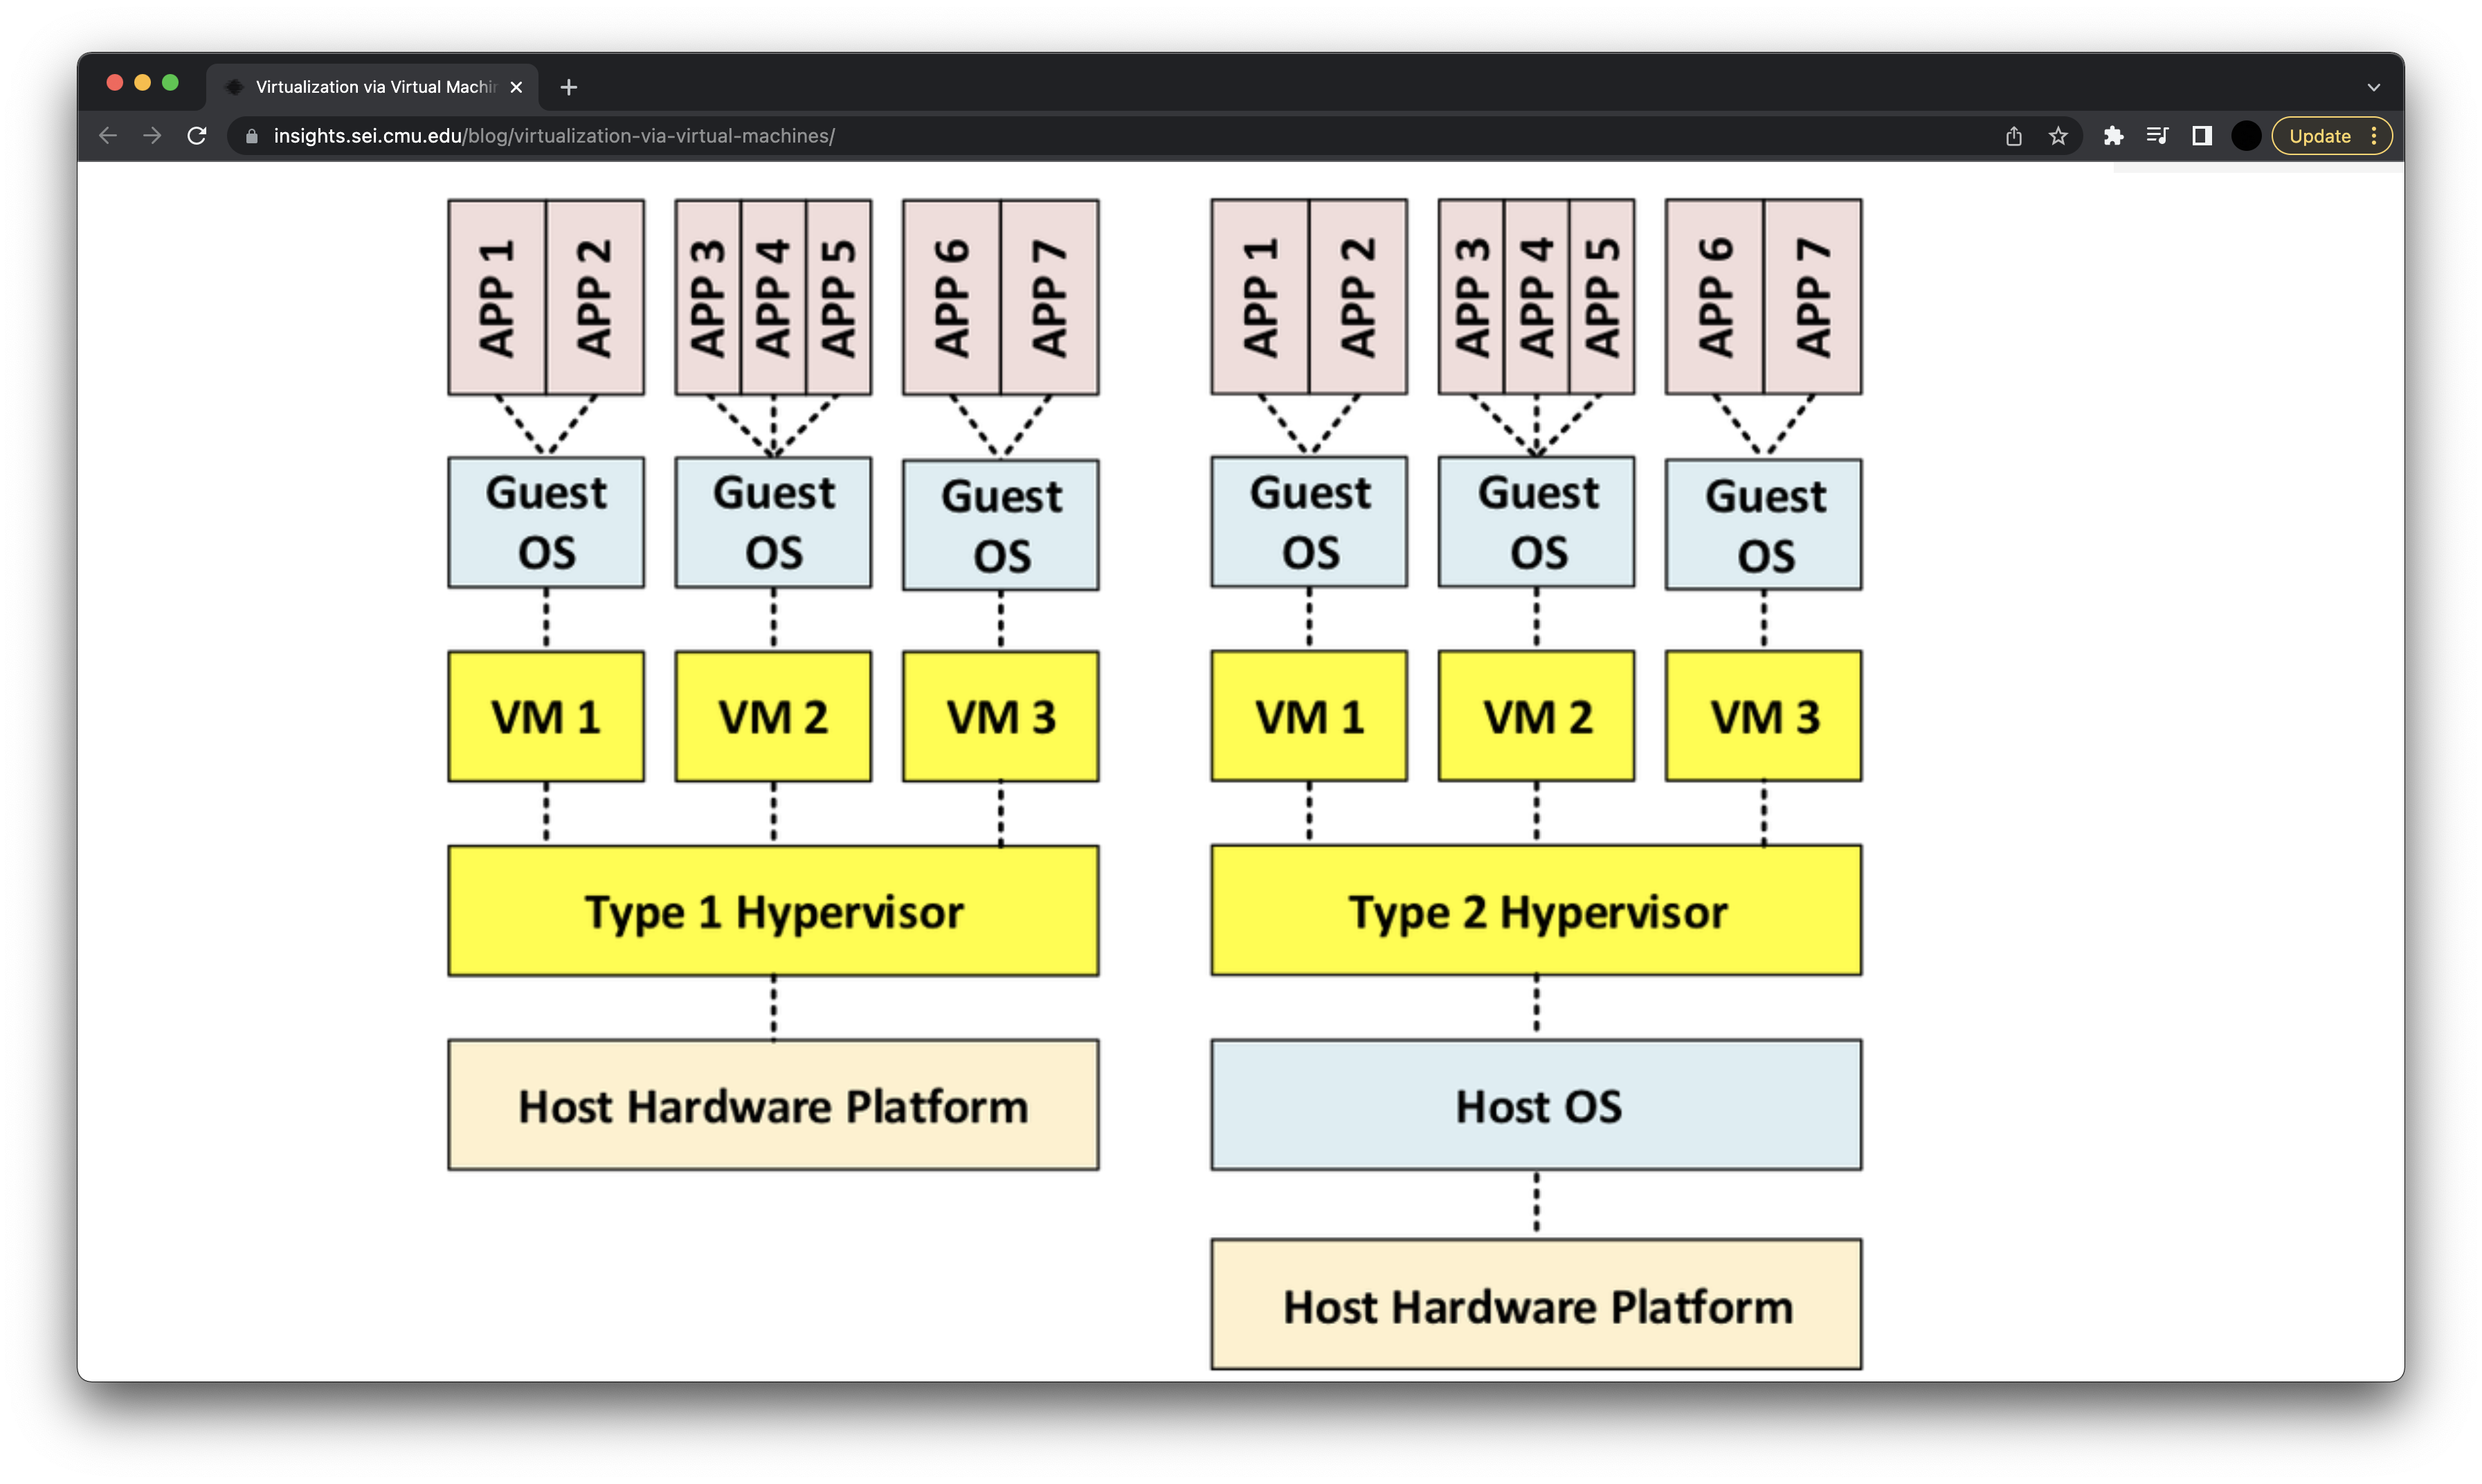 Virtualization via Virtual Machin
insights.sei.cmu.edu/blog/virtualization-via-virtual-machines/
Update
APP 1
APP 2
APP 3
APP 4
APP 5
APP 6
APP 7
Guest
OS
Guest
OS
Guest
OS
VM 1
VM 2
VM 3
Type 1 Hypervisor
Host Hardware Platform
APP 1
APP 2
APP 3
APP 4
APP 5
APP 6
APP 7
Guest
OS
Guest
OS
Guest
OS
VM 1
VM 2
VM 3
Type 2 Hypervisor
Host OS
Host Hardware Platform